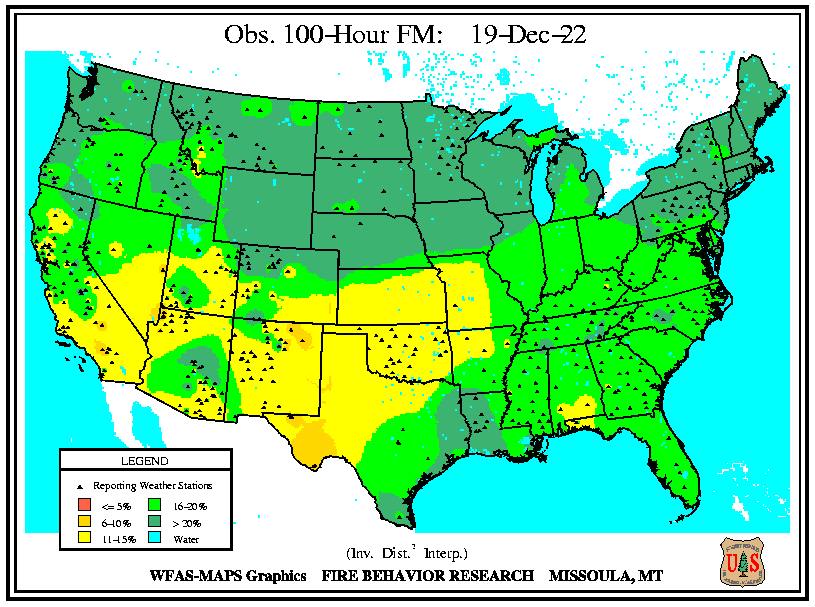 Obs. 100-Hour FM: 19-Dec-22
LEGEND
Reporting Weather Stations
<= 5% 16-20%
6-10% > 20%
11-15% Water
(Inv. Dist.² Interp.)
WFAS-MAPS Graphics FIRE BEHAVIOR RESEARCH MISSOULA, MT
U S